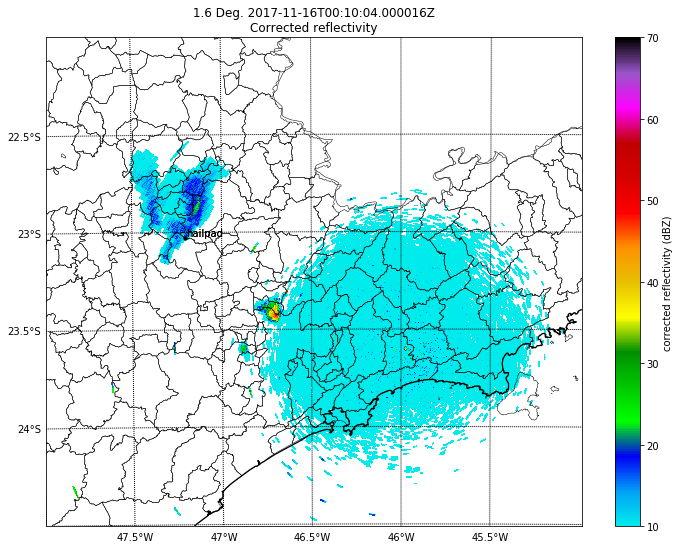 1.6 Deg. 2017-11-16T00:10:04.000016Z
Corrected reflectivity
22.5°S
23°S
23.5°S
24°S
hailpad
47.5°W
47°W
46.5°W
46°W
45.5°W
70
60
50
40
30
20
10
corrected reflectivity (dBZ)